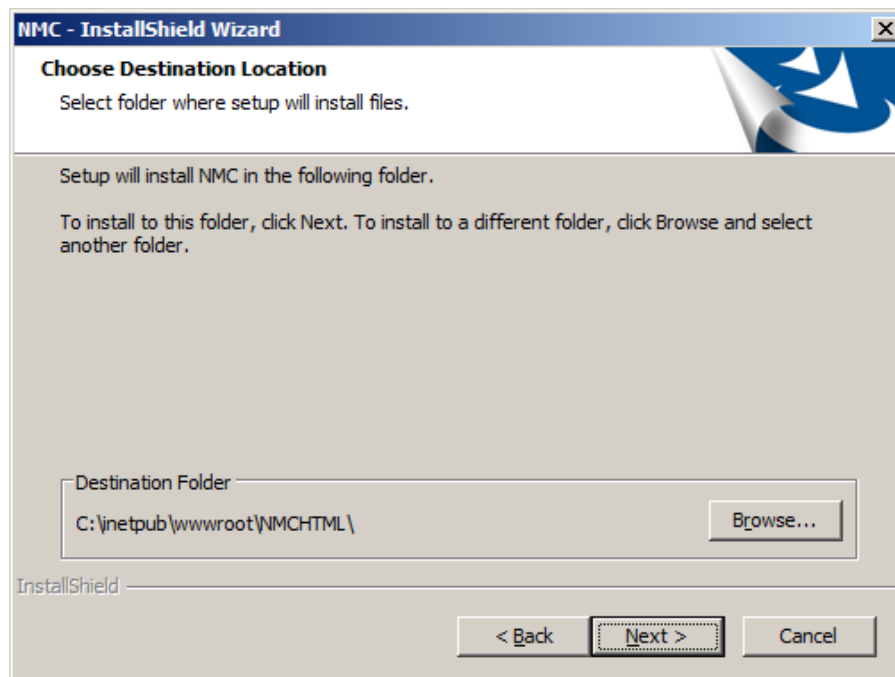 NMC - InstallShield Wizard
Choose Destination Location
Select folder where setup will install files.
Setup will install NMC in the following folder.
To install to this folder, click Next. To install to a different folder, click Browse and select
another folder.
Destination Folder
C:\inetpub\wwwroot\NMCHTML\
Browse...
InstallShield
< Back
Next >
Cancel